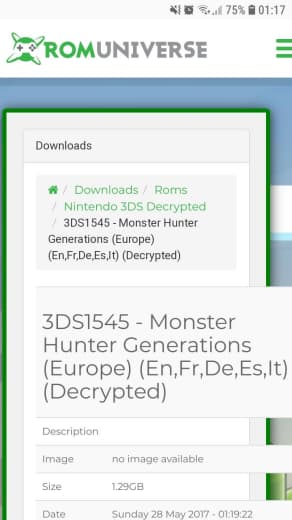 75% 01:17
ROMUNIVERSE
Downloads
/ Downloads / Roms
/ Nintendo 3DS Decrypted
/ 3DS1545 - Monster Hunter
Generations (Europe)
(En,Fr,De,Es,It) (Decrypted)
3DS1545 - Monster
Hunter Generations
(Europe) (En,Fr,De,Es,It)
(Decrypted)
Description
Image no image available
Size 1.29GB
Date Sunday 28 May 2017 - 01:19:22